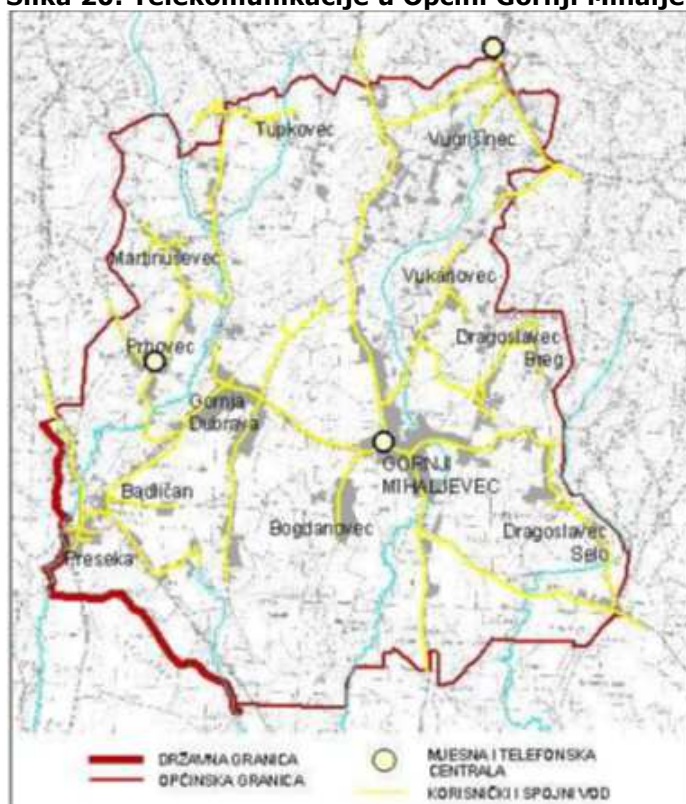 Slika 20. Telekomunikacije u Općini Gornji Mihalje
Tupkovec
Vugrišinec
Martinuševec
Vukanovec
Prhovec
Dragoslavec
Breg
Gornja
Dubrava
GORNJI
MIHALJEVEC
Badličan
Bogdanovec
Dragoslavec
Selo
Preseka
DRŽAVNA GRANICA
OPĆINSKA GRANICA
MJESNA I TELEFONSKA
CENTRALA
KORISNIČKI I SPOJNI VOD